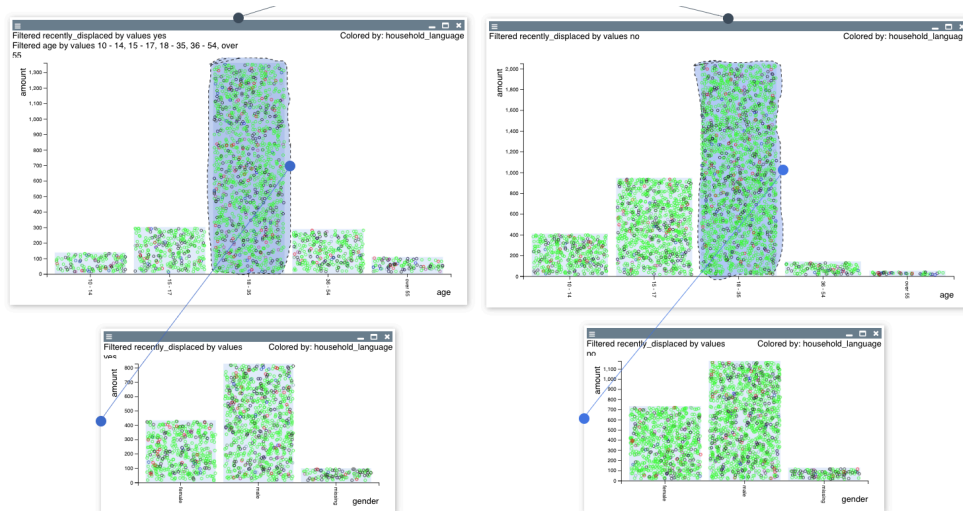 Filtered recently_displaced by values yes
Colored by: household_language
Filtered age by values 10 - 14, 15 - 17, 18 - 35, 36 - 54, over
55
amount
1,300
1,200
1,100
1,000
900
800
700
600
500
400
300
200
100
0
10 - 14
15 - 17
18 - 35
36 - 54
over 55
age
Filtered recently_displaced by values no
Colored by: household_languag
amount
2,000
1,800
1,600
1,400
1,200
1,000
800
600
400
200
0
10 - 14
15 - 17
18 - 35
36 - 54
over 55
age
Filtered recently_displaced by values
Colored by: household_language
yes
amount
800
700
600
500
400
300
200
100
0
female
male
missing
gender
Filtered recently_displaced by values
Colored by: household_language
no
amount
1,100
1,000
900
800
700
600
500
400
300
200
100
0
female
male
missing
gender